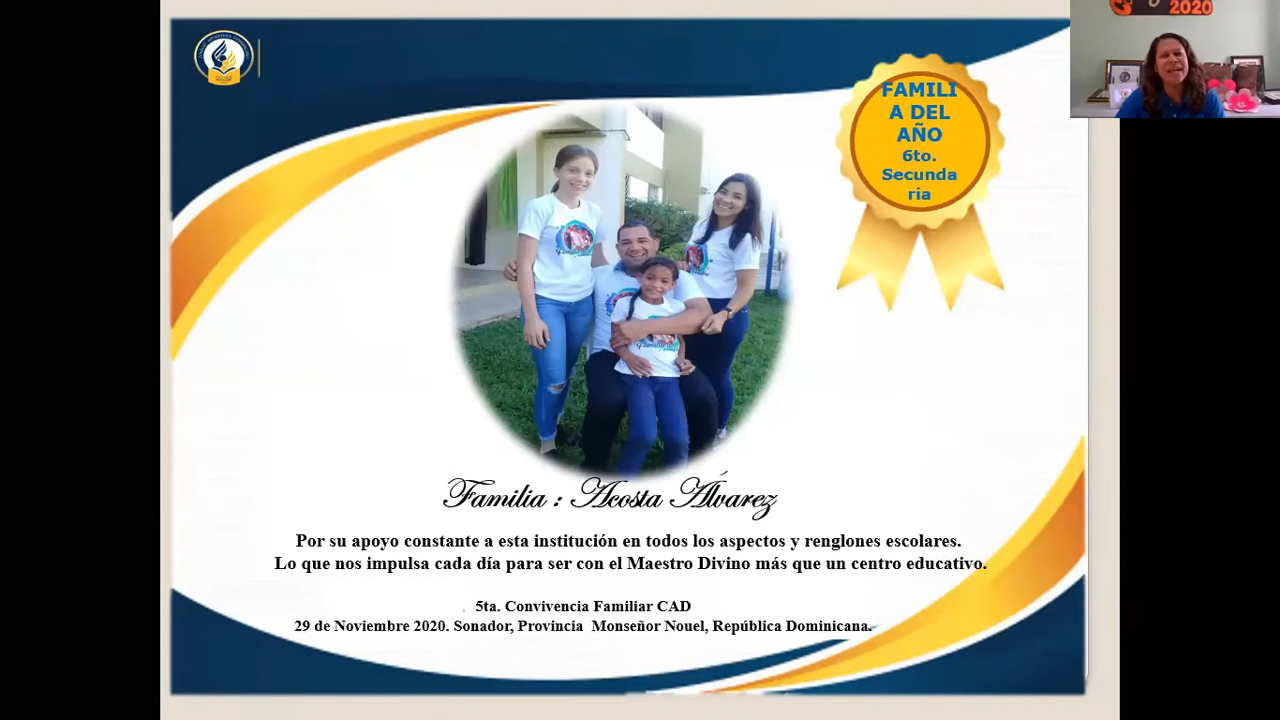 2020
FAMILI
A DEL
AÑO
6to.
Secunda
ria
Familia : Acosta Álvarez
Por su apoyo constante a esta institución en todos los aspectos y renglones escolares.
Lo que nos impulsa cada día para ser con el Maestro Divino más que un centro educativo.
5ta. Convivencia Familiar CAD
29 de Noviembre 2020. Sonador, Provincia Monseñor Nouel, República Dominicana.